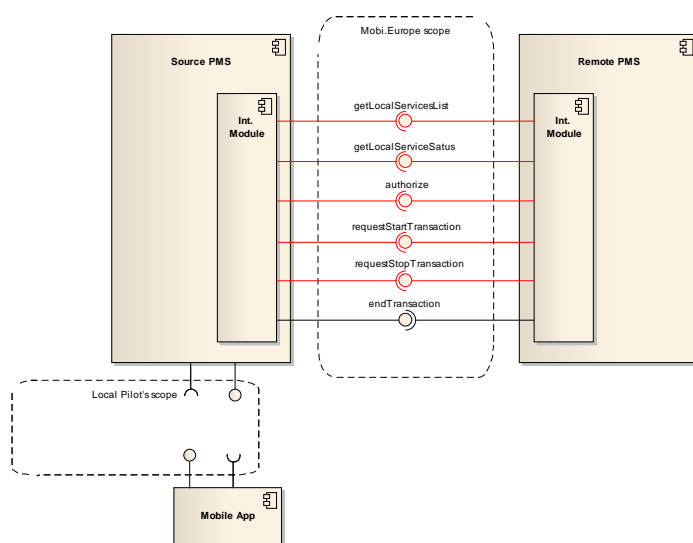 Mobi.Europe scope
Source PMS
Remote PMS
Int.
Module
Int.
Module
getLocalServicesList
getLocalServiceSatus
authorize
requestStartTransaction
requestStopTransaction
endTransaction
Local Pilot's scope
Mobile App